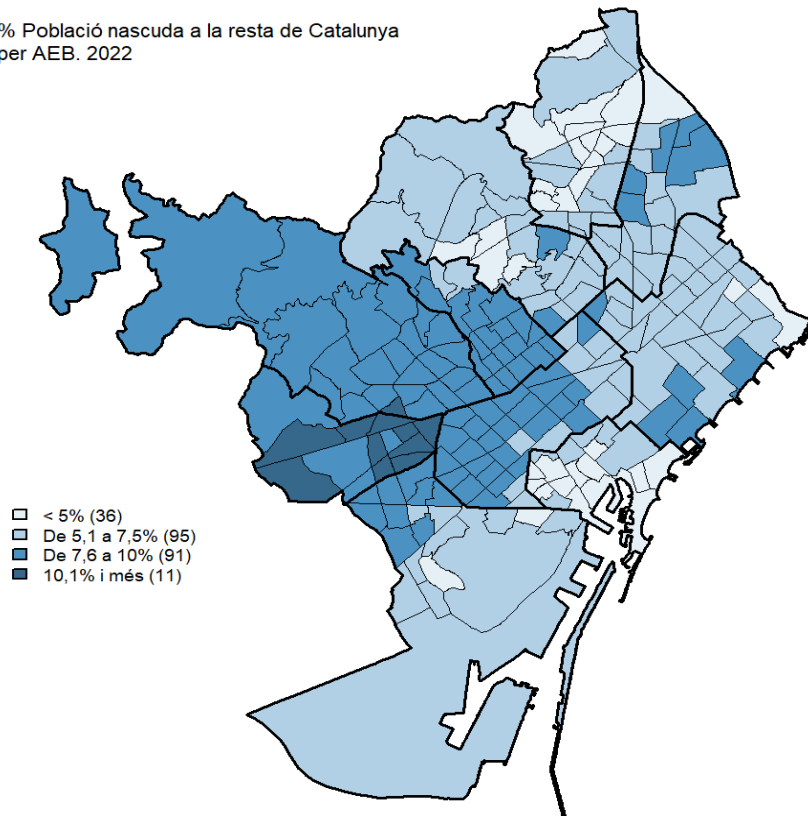 % Població nascuda a la resta de Catalunya
per AEB. 2022
< 5% (36)
De 5,1 a 7,5% (95)
De 7,6 a 10% (91)
10,1% i més (11)